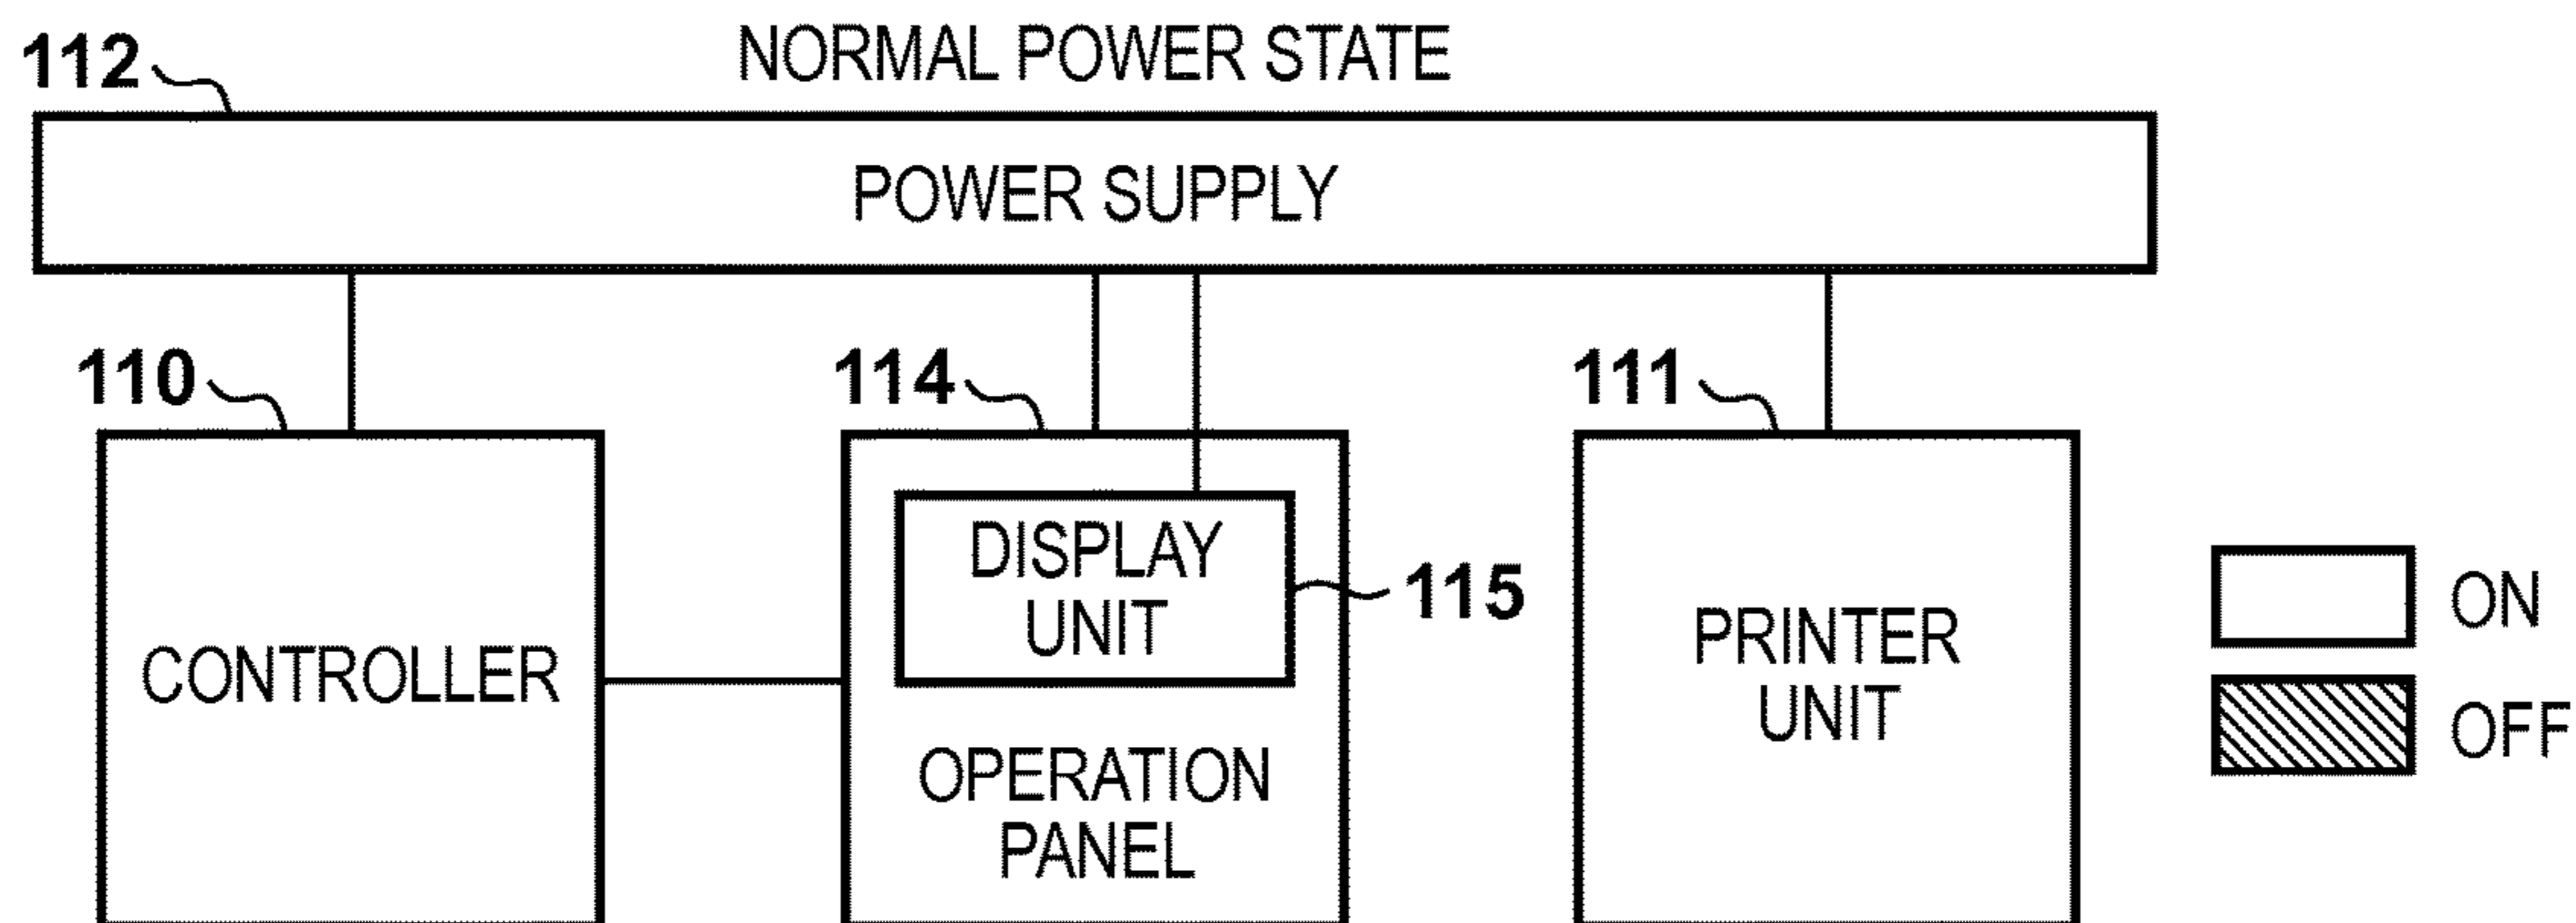 NORMAL POWER STATE
112
POWER SUPPLY
110
114
111
DISPLAY
UNIT
115
CONTROLLER
OPERATION
PANEL
PRINTER
UNIT
ON
OFF